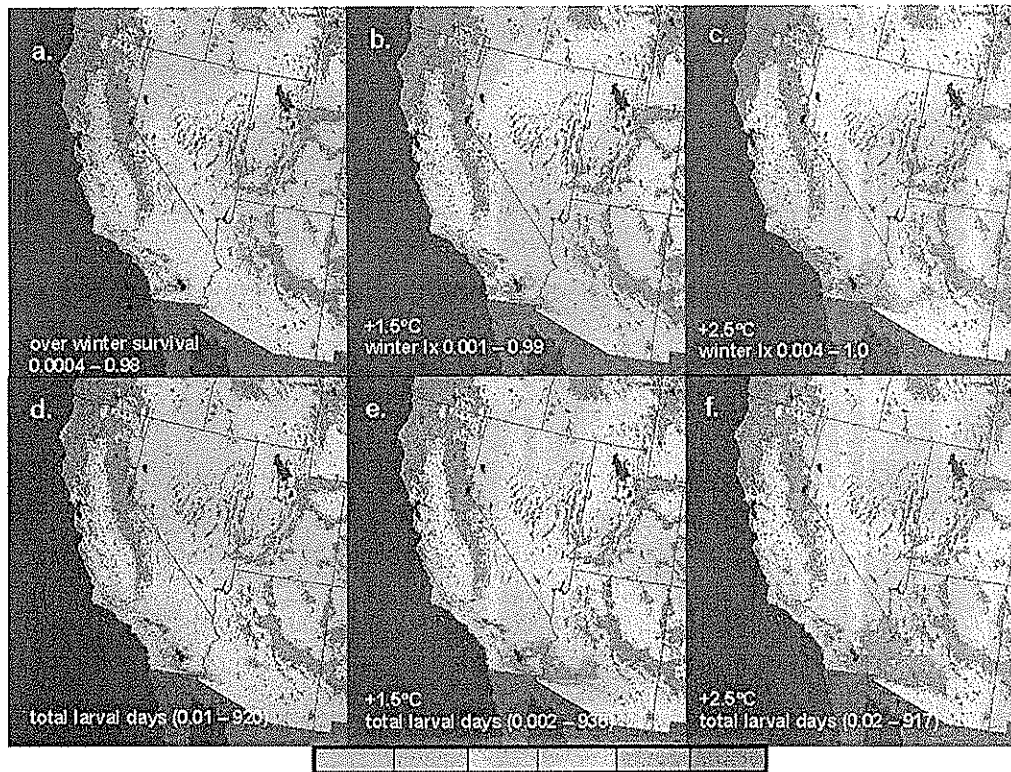 a.
b.
c.
over winter survival
0.0004 – 0.98
+1.5°C
winter lx 0.001 – 0.99
+2.5°C
winter lx 0.004 – 1.0
d.
e.
f.
total larval days (0.01 – 920)
+1.5°C
total larval days (0.002 – 936)
+2.5°C
total larval days (0.02 – 917)